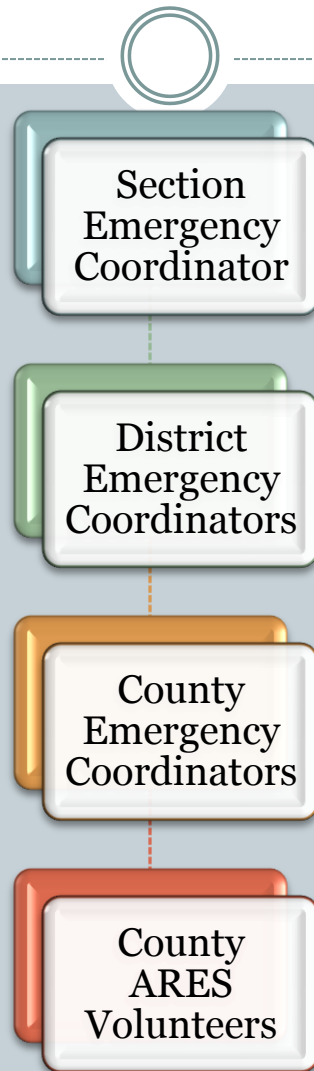 Section
Emergency
Coordinator
District
Emergency
Coordinators
County
Emergency
Coordinators
County
ARES
Volunteers